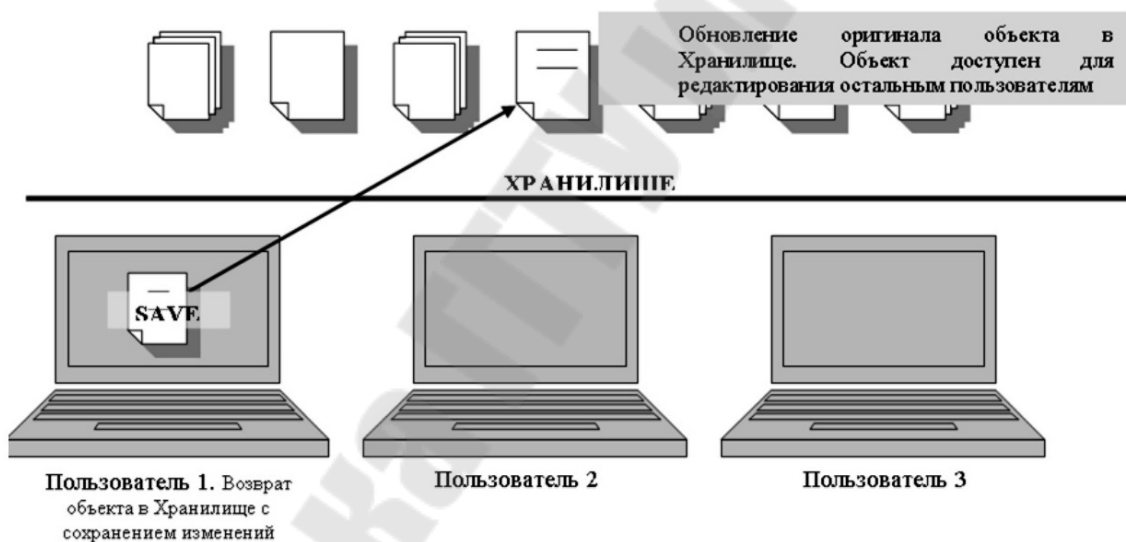 Обновление оригинала объекта в
Хранилище. Объект доступен для
редактирования остальным пользователям
ХРАНИЛИЩЕ
SAVE
Пользователь 1. Возврат
объекта в Хранилище с
сохранением изменений
Пользователь 2
Пользователь 3